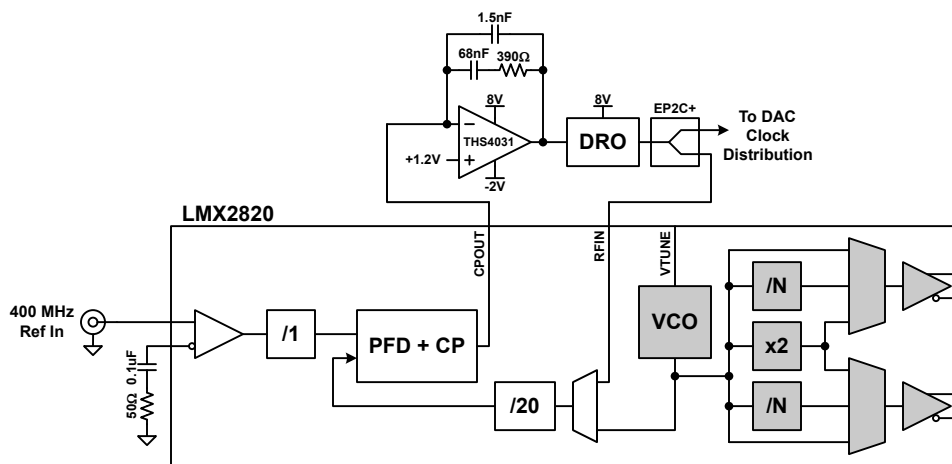 1.5nF
68nF
390Ω
8V
8V
EP2C+
THS4031
DRO
+1.2V
-2V
To DAC
Clock
Distribution
LMX2820
CPOUT
RFIN
VTUNE
400 MHz
Ref In
/1
PFD + CP
VCO
/N
x2
/N
50Ω 0.1uF
/20